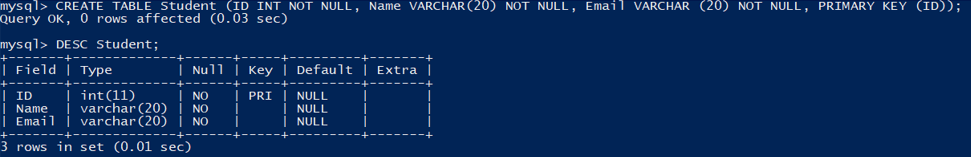 mysql> CREATE TABLE Student (ID INT NOT NULL, Name VARCHAR(20) NOT NULL, Email VARCHAR (20) NOT NULL, PRIMARY KEY (ID));
Query OK, 0 rows affected (0.03 sec)
mysql> DESC Student;
+-------+-------------+------+-----+---------+-------+
| Field | Type        | Null | Key | Default | Extra |
+-------+-------------+------+-----+---------+-------+
| ID    | int(11)     | NO   | PRI | NULL    |       |
| Name  | varchar(20) | NO   |     | NULL    |       |
| Email | varchar(20) | NO   |     | NULL    |       |
+-------+-------------+------+-----+---------+-------+
3 rows in set (0.01 sec)